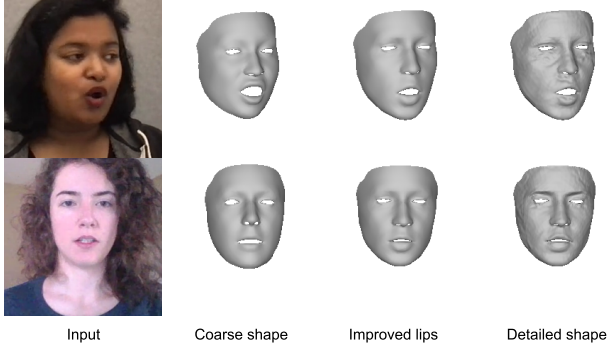 Input
Coarse shape
Improved lips
Detailed shape